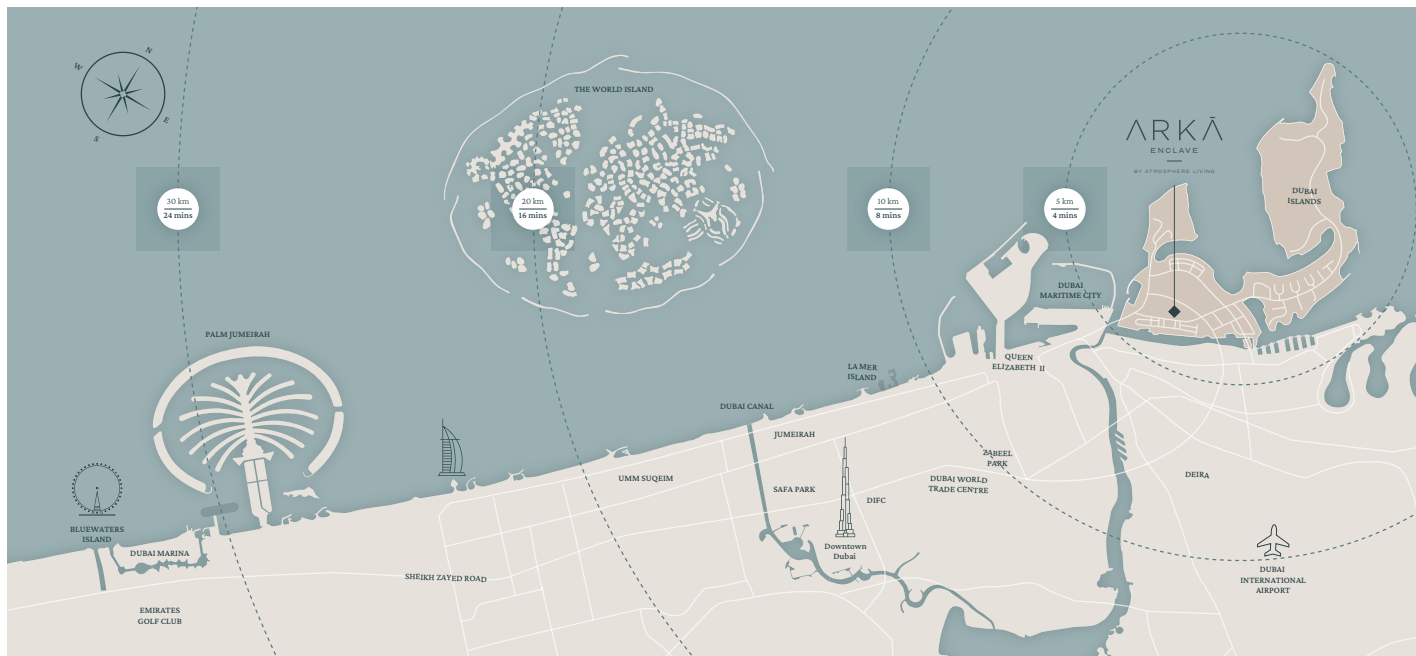 N
W
E
S
THE WORLD ISLAND
ARKĀ
ENCLAVE
BY ATMOSPHERE LIVING
DUBAI
ISLANDS
30 km
24 mins
20 km
16 mins
10 km
8 mins
5 km
4 mins
DUBAI
MARITIME CITY
PALM JUMEIRAH
QUEEN
ELIZABETH II
LA MER
ISLAND
DUBAI CANAL
JUMEIRAH
ZABEEL
PARK
UMM SUQEIM
SAFA PARK
DIFC
DUBAI WORLD
TRADE CENTRE
DEIRA
BLUEWATERS
ISLAND
DUBAI MARINA
Downtown
Dubai
SHEIKH ZAYED ROAD
DUBAI
INTERNATIONAL
AIRPORT
EMIRATES
GOLF CLUB